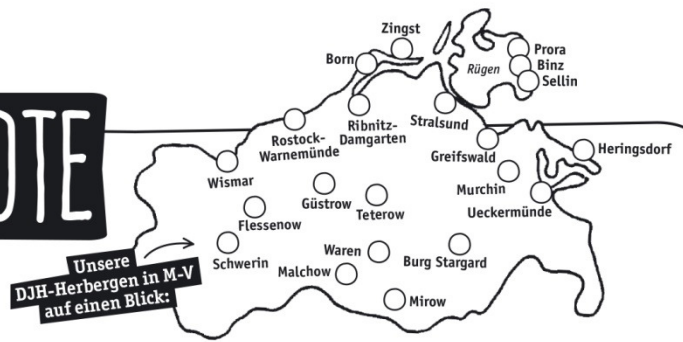 Zingst
Born
Prora
Binz
Sellin
Rügen
OTE
Rostock-
Warnemünde
Ribnitz-
Damgarten
Stralsund
Greifswald
Heringsdorf
Wismar
Güstrow
Teterow
Murchin
Ueckermünde
Flessenow
Schwerin
Waren
Malchow
Burg Stargard
Mirow
Unsere
DJH-Herbergen in M-V
auf einen Blick: